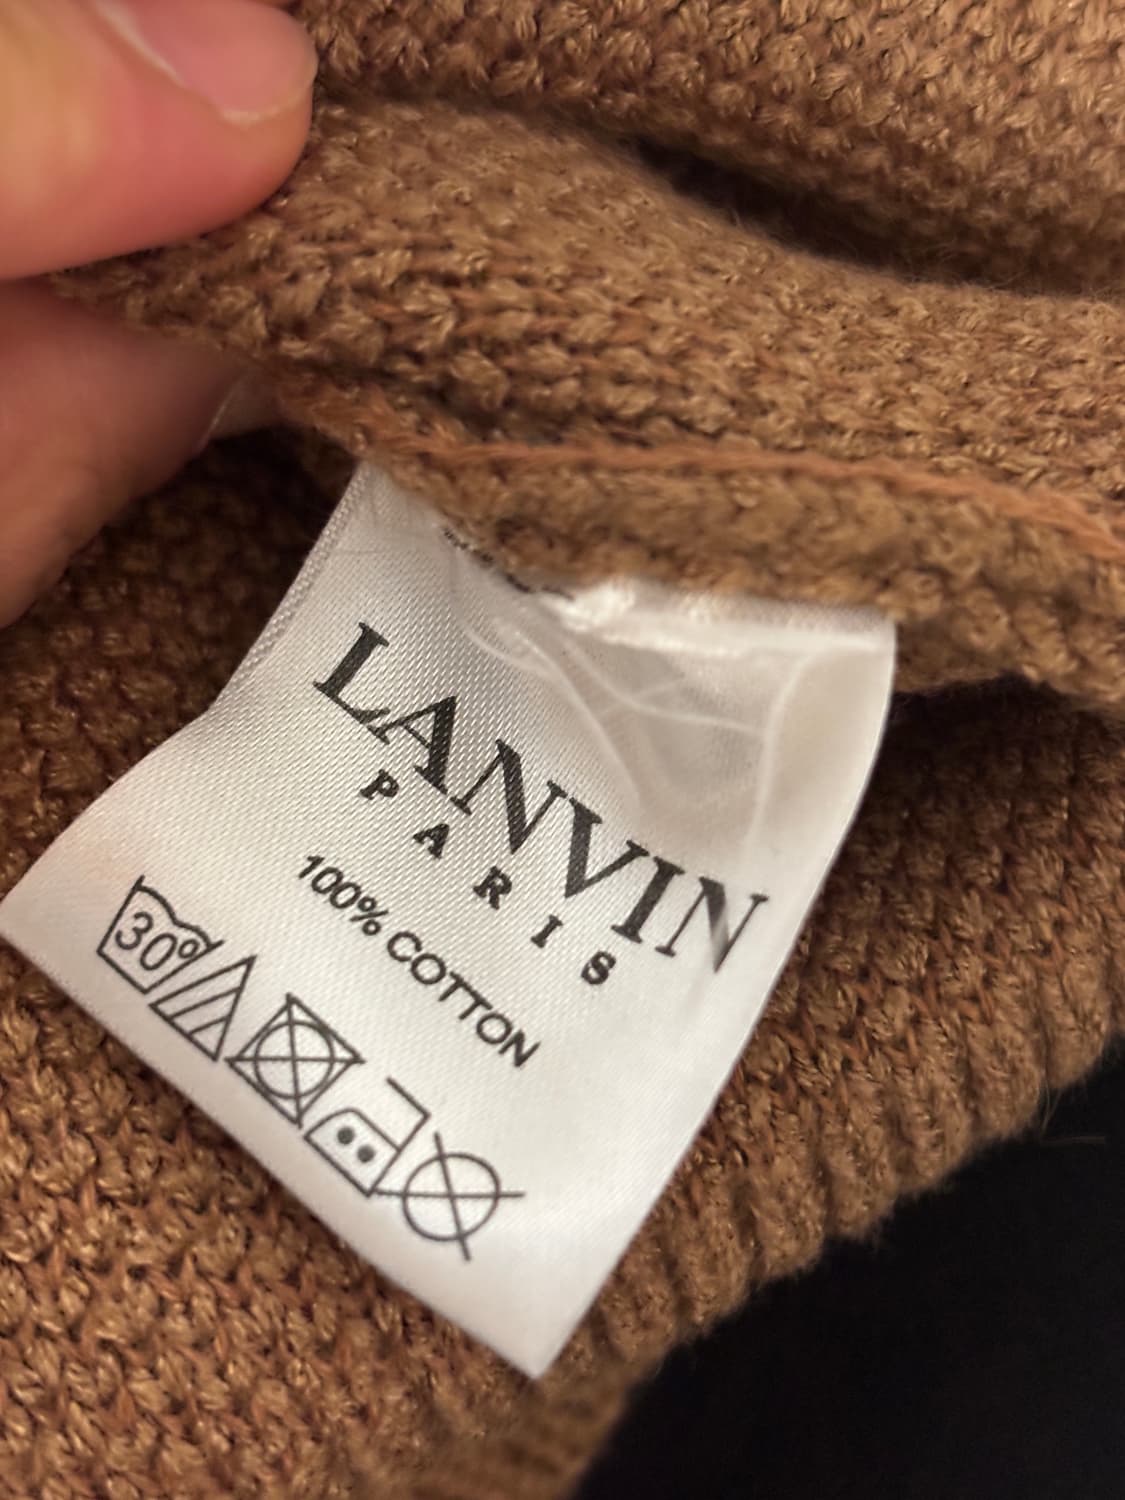 LANVIN
PARIS
100% COTTON
30°